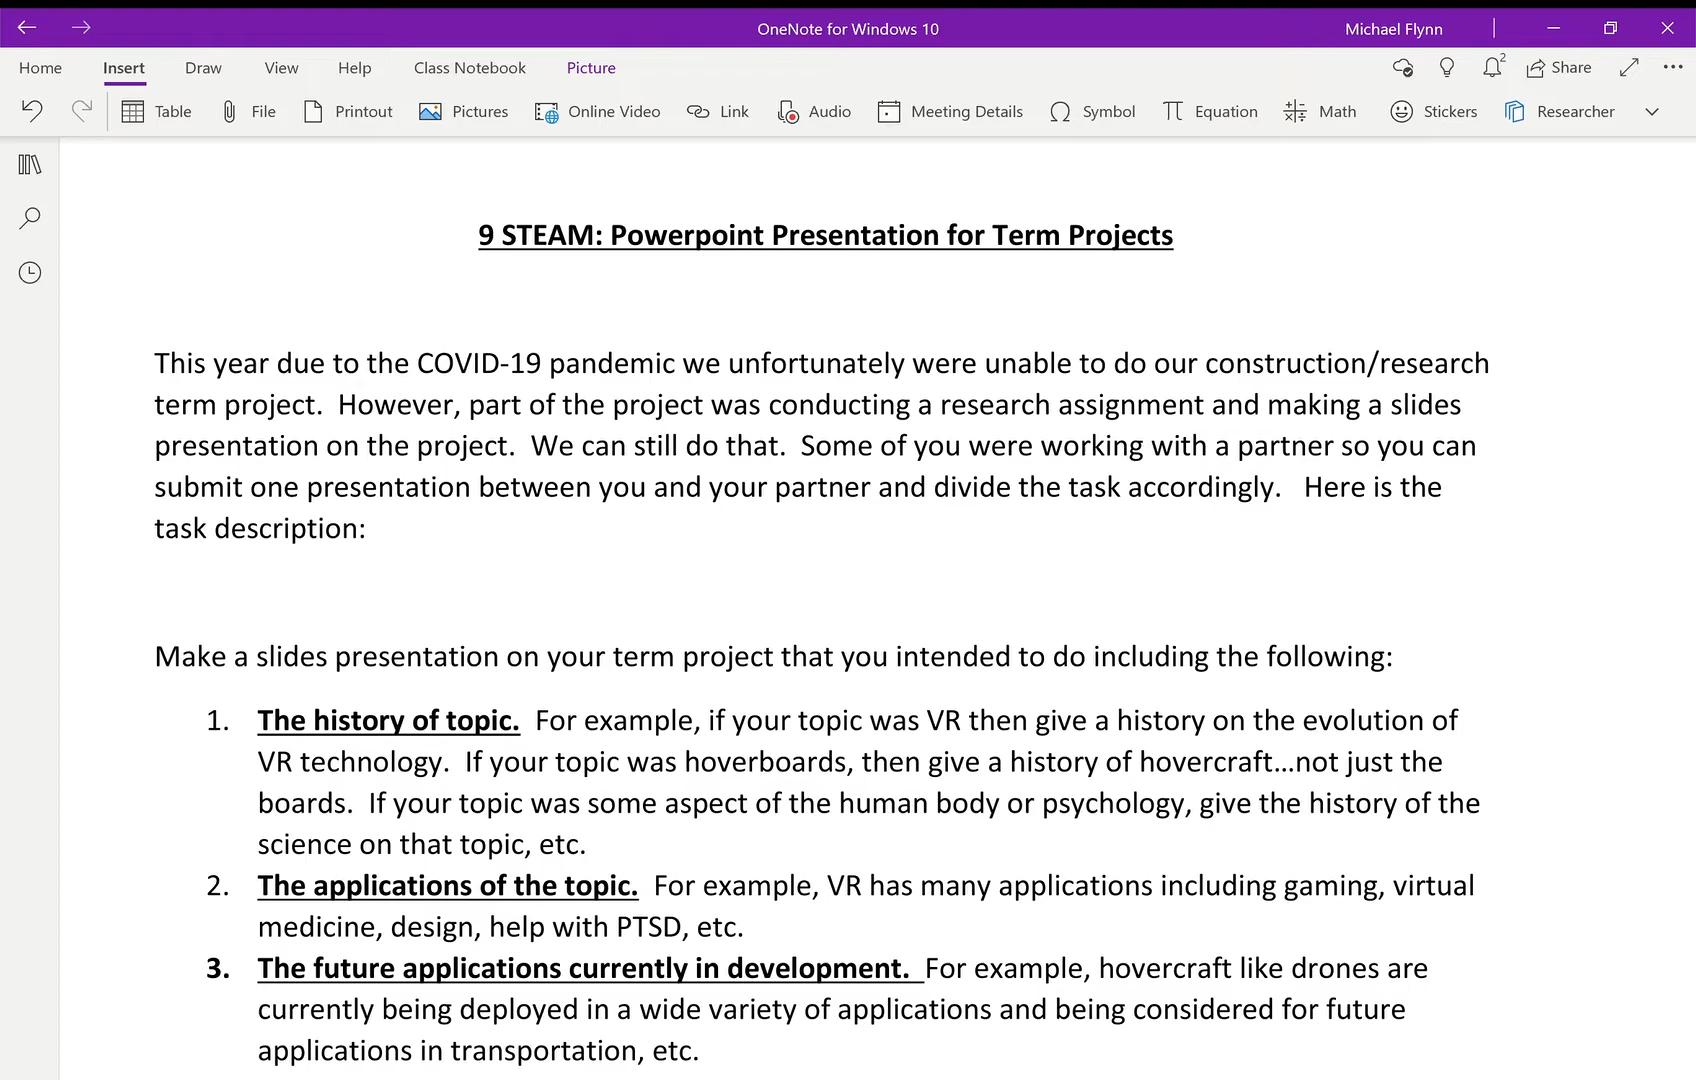 OneNote for Windows 10
Michael Flynn
Home Insert Draw View Help Class Notebook Picture
2 Share
Table File Printout Pictures Online Video Link Audio Meeting Details Symbol Equation Math Stickers Researcher
9 STEAM: Powerpoint Presentation for Term Projects
This year due to the COVID-19 pandemic we unfortunately were unable to do our construction/research
term project.  However, part of the project was conducting a research assignment and making a slides
presentation on the project.  We can still do that.  Some of you were working with a partner so you can
submit one presentation between you and your partner and divide the task accordingly.   Here is the
task description:
Make a slides presentation on your term project that you intended to do including the following:
1. The history of topic.  For example, if your topic was VR then give a history on the evolution of
VR technology.  If your topic was hoverboards, then give a history of hovercraft...not just the
boards.  If your topic was some aspect of the human body or psychology, give the history of the
science on that topic, etc.
2. The applications of the topic.  For example, VR has many applications including gaming, virtual
medicine, design, help with PTSD, etc.
3. The future applications currently in development.  For example, hovercraft like drones are
currently being deployed in a wide variety of applications and being considered for future
applications in transportation, etc.